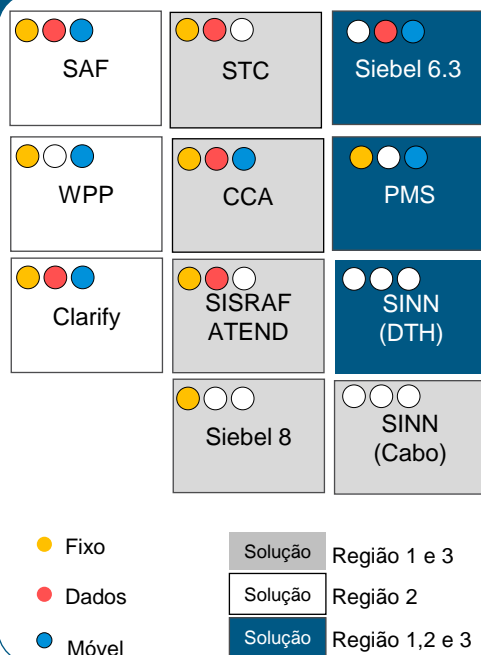 SAF
STC
Siebel 6.3
WPP
CCA
PMS
Clarify
SISRAF
ATEND
SINN
(DTH)
Siebel 8
SINN
(Cabo)
Fixo
Dados
Móvel
Solução Região 1 e 3
Solução Região 2
Solução Região 1,2 e 3